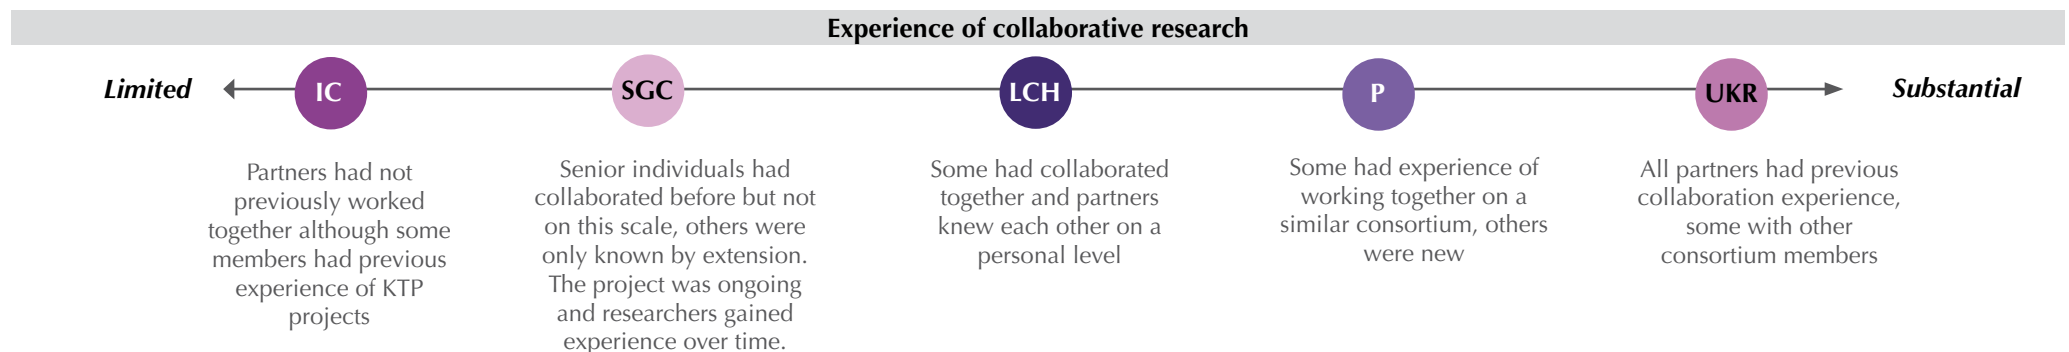 Experience of collaborative research
Limited
IC
SGC
LCH
P
UKR
Substantial
Partners had not
previously worked
together although some
members had previous
experience of KTP
projects
Senior individuals had
collaborated before but not
on this scale, others were
only known by extension.
The project was ongoing
and researchers gained
experience over time.
Some had collaborated
together and partners
knew each other on a
personal level
Some had experience of
working together on a
similar consortium, others
were new
All partners had previous
collaboration experience,
some with other
consortium members